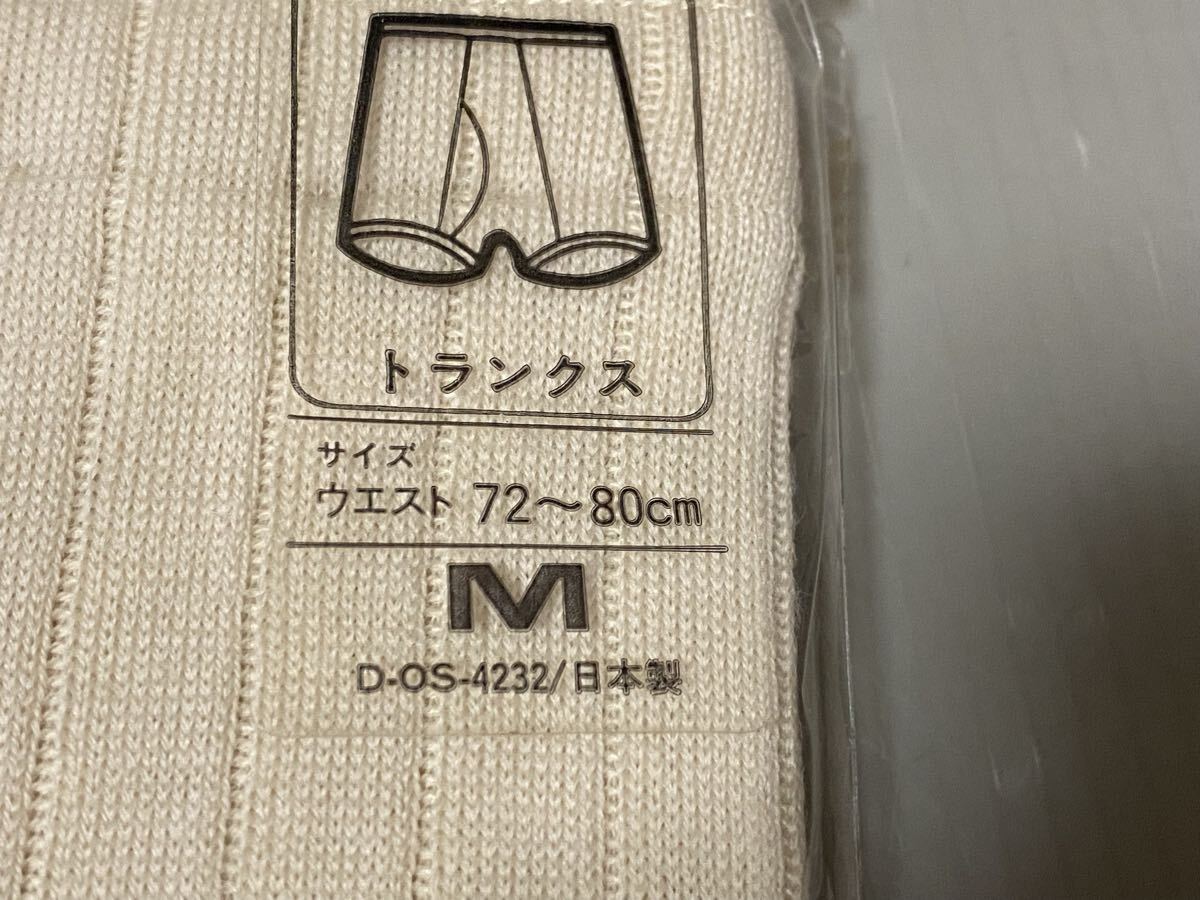 トランクス
サイズ
ウエスト 72～80cm
M
D-OS-4232/日本製